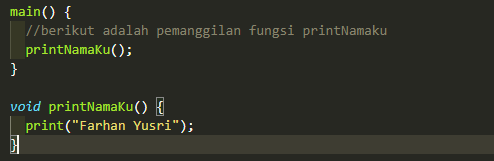 main() {
  //berikut adalah pemanggilan fungsi printNamaku
  printNamaKu();
}

void printNamaKu() {
  print("Farhan Yusri");
}